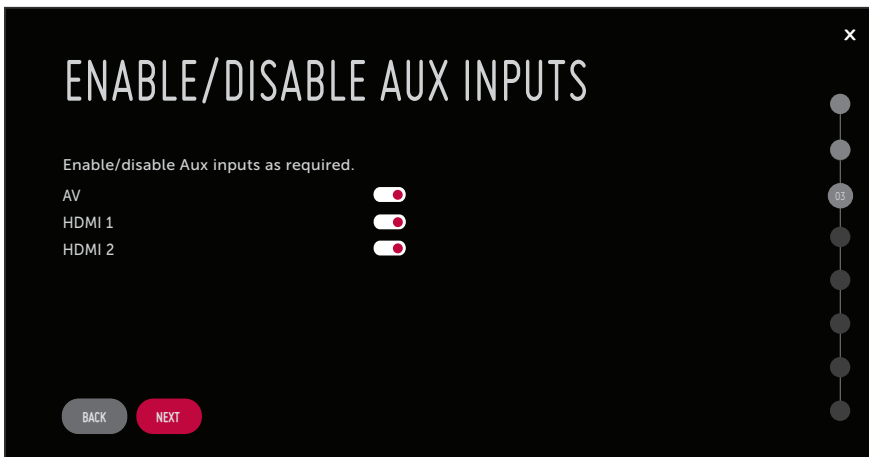 X
ENABLE/DISABLE AUX INPUTS
Enable/disable Aux inputs as required.
AV
03
HDMI 1
HDMI 2
BACK NEXT